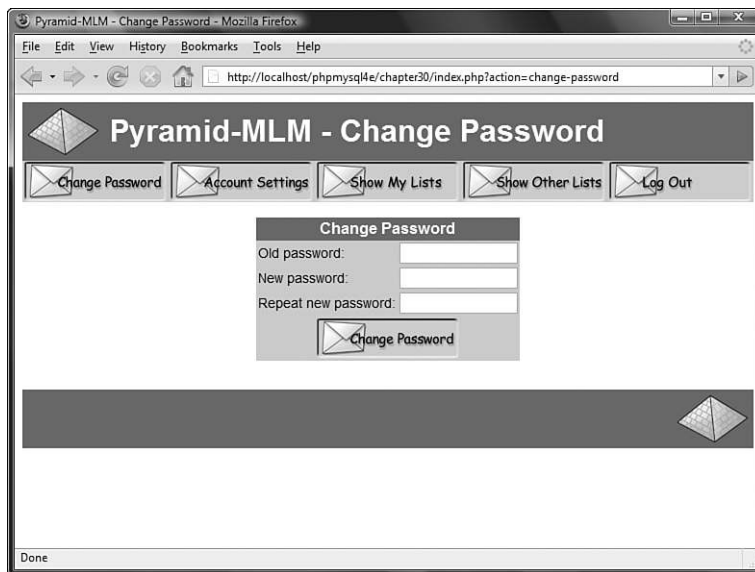 Pyramid-MLM - Change Password - Mozilla Firefox
File Edit View History Bookmarks Tools Help
http://localhost/phpmysql4e/chapter30/index.php?action=change-password
Pyramid-MLM - Change Password
Change Password Account Settings Show My Lists Show Other Lists Log Out
Change Password
Old password:
New password:
Repeat new password:
Change Password
Done